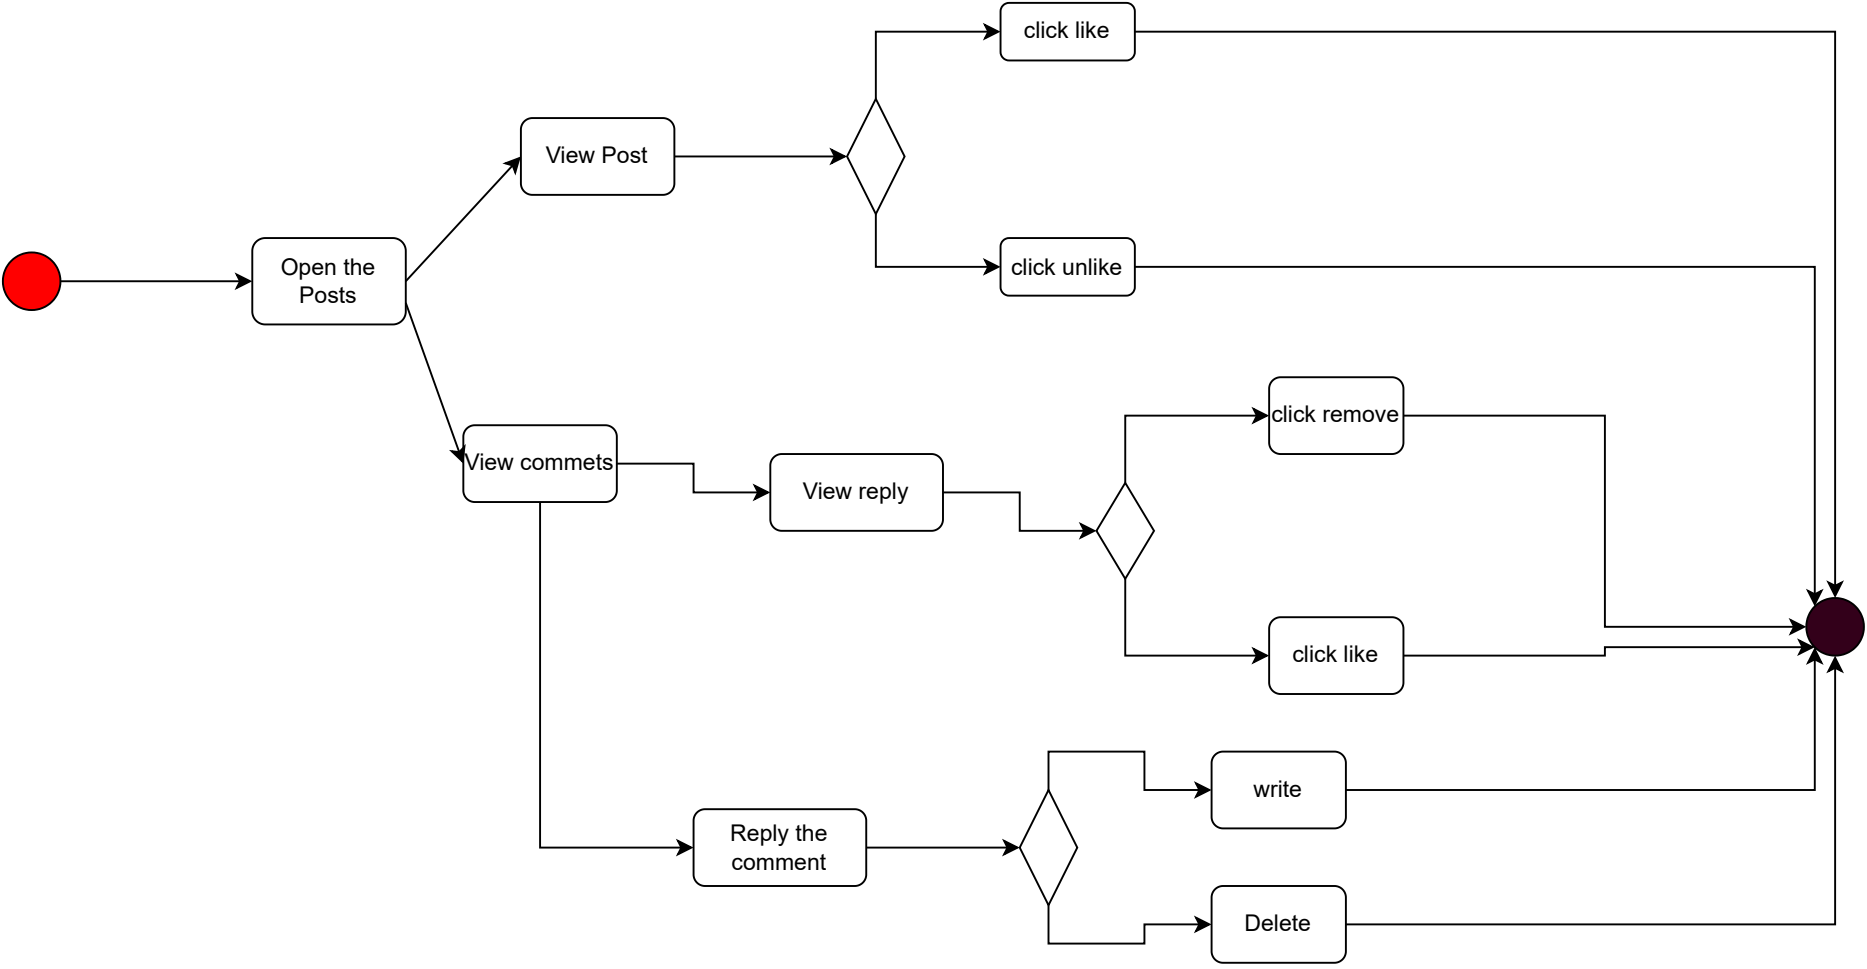 click like
View Post
Open the
Posts
click unlike
click remove
View commets
View reply
click like
write
Reply the
comment
Delete